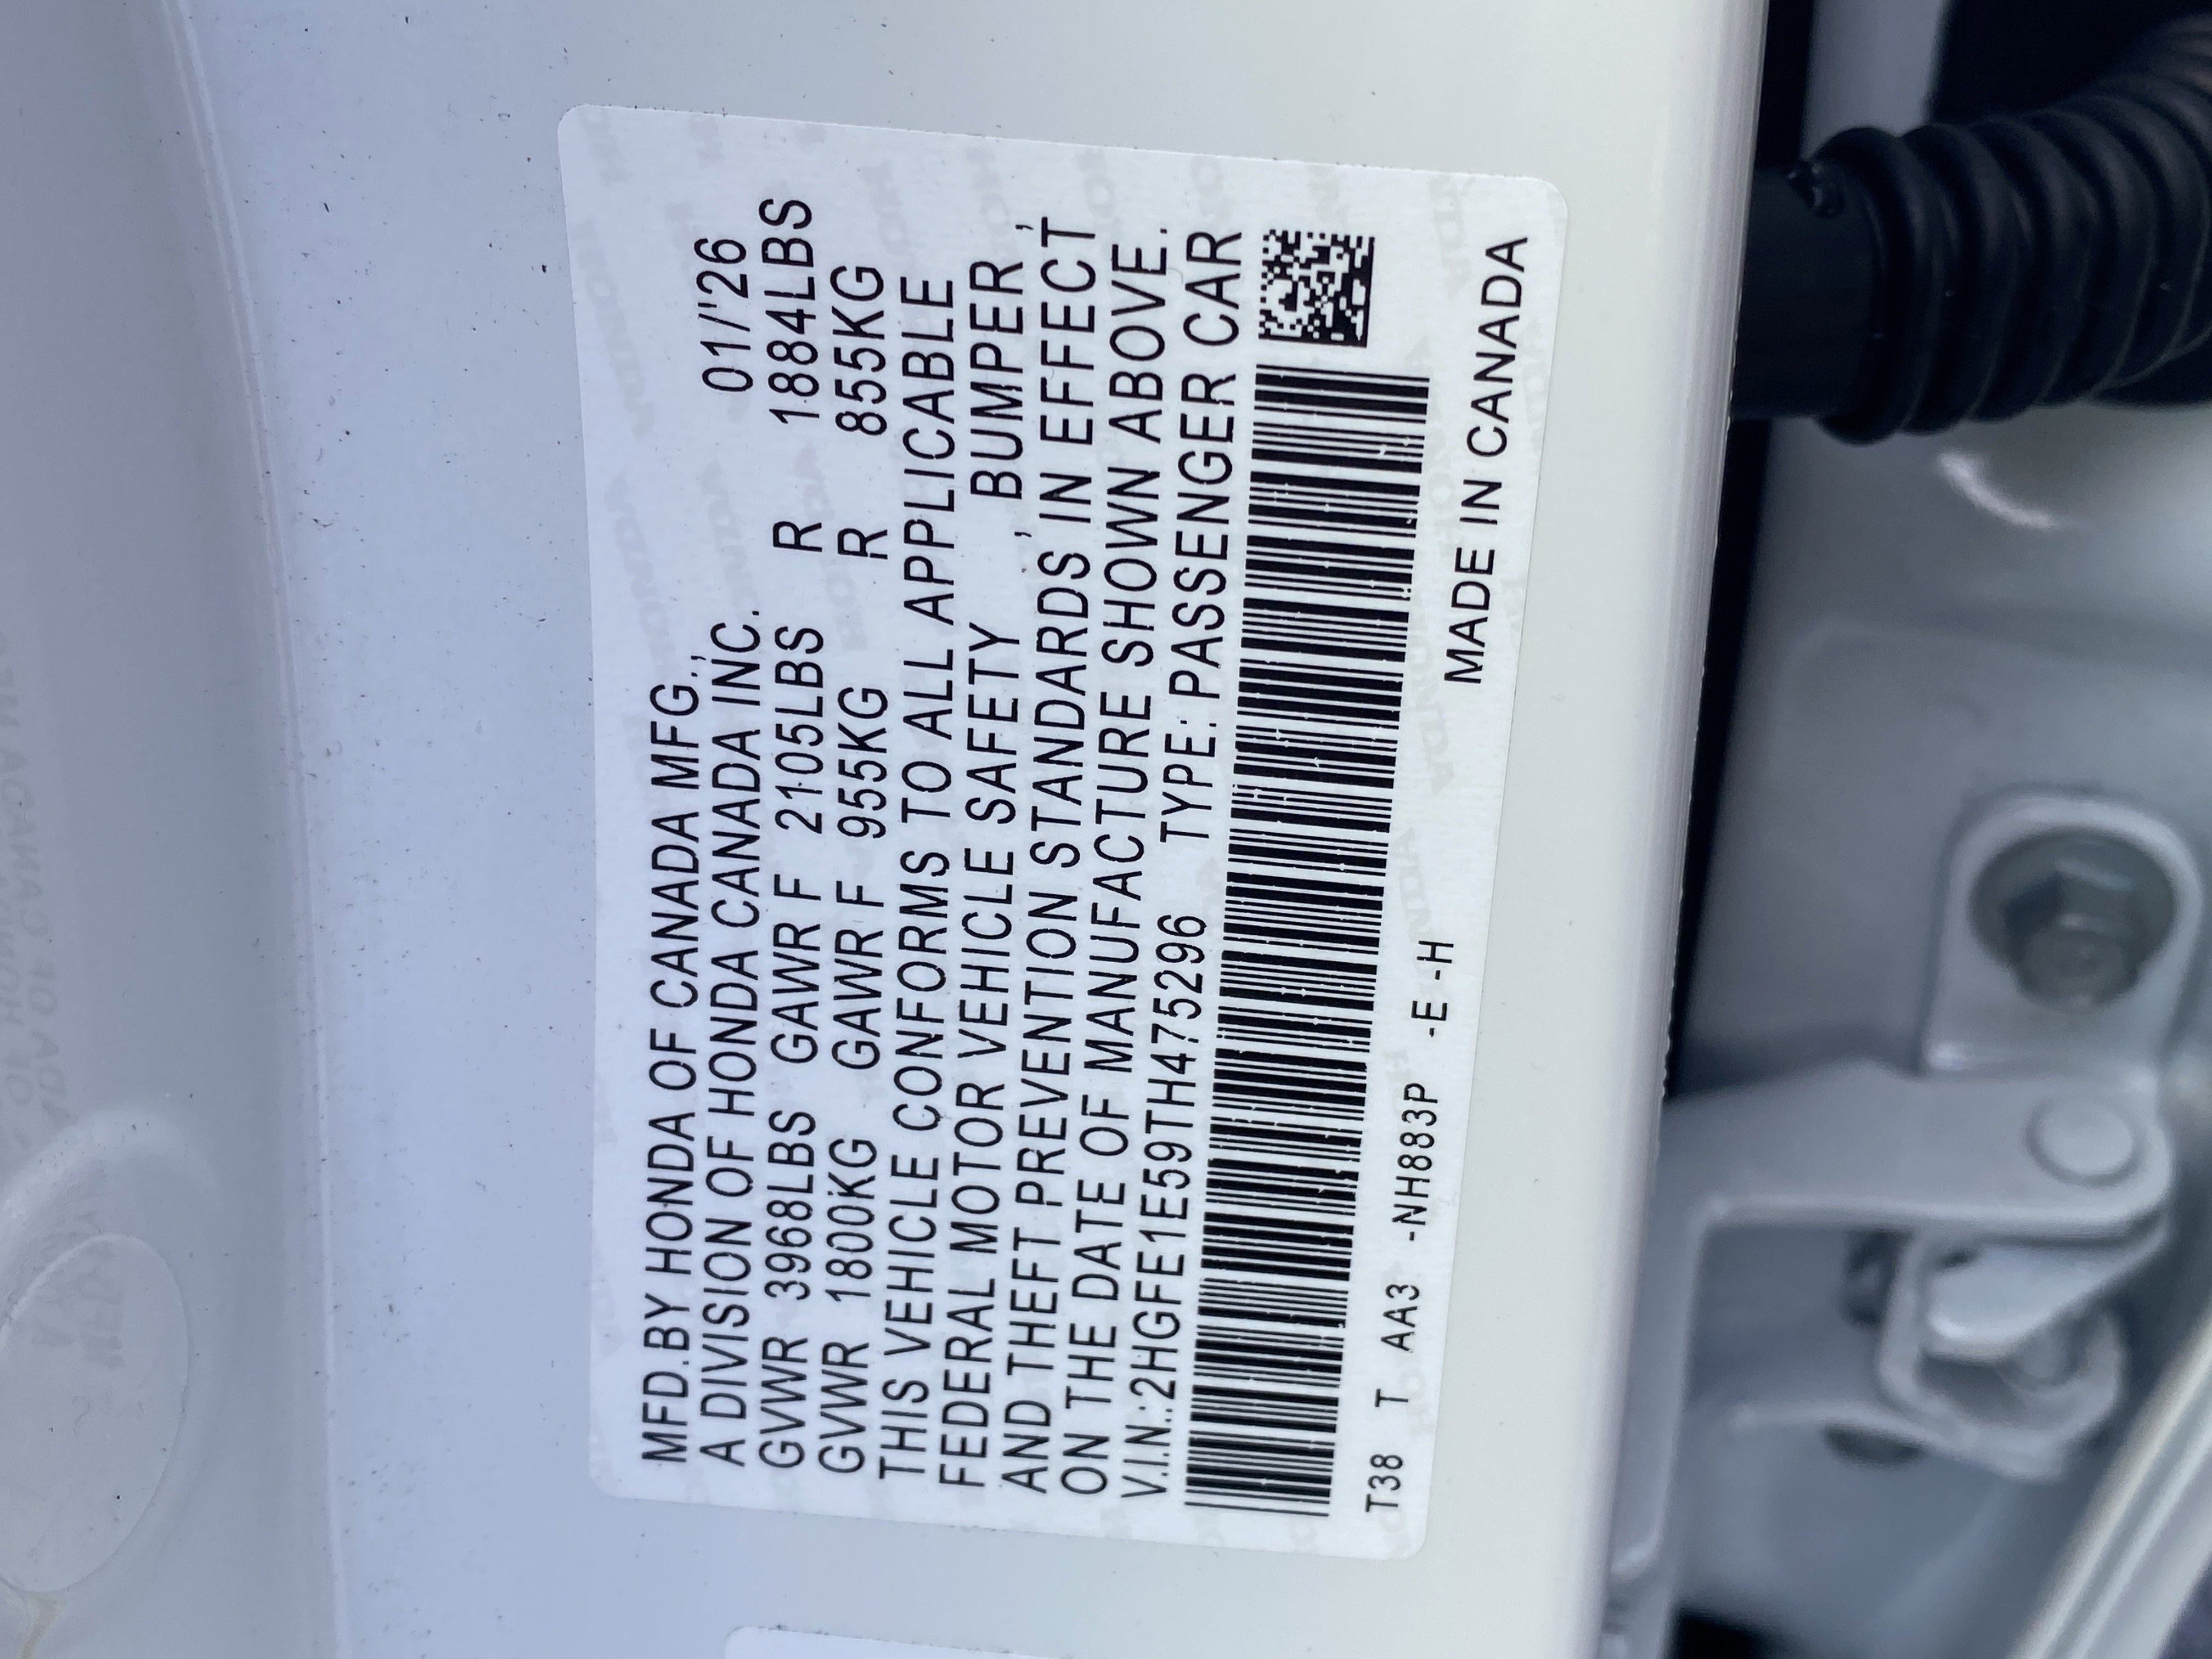 MFD.BY HONDA OF CANADA MFG.,
A DIVISION OF HONDA CANADA INC. 01/'26
GVWR 3968LBS GAWR F 2105LBS R 1884LBS
GVWR 1800KG GAWR F 955KG R 855KG
THIS VEHICLE CONFORMS TO ALL APPLICABLE
FEDERAL MOTOR VEHICLE SAFETY, BUMPER,
AND THEFT PREVENTION STANDARDS IN EFFECT
ON THE DATE OF MANUFACTURE SHOWN ABOVE.
V.I.N.:2HGFE1E59TH475296 TYPE: PASSENGER CAR
T38 T AA3 -NH883P -E -H
MADE IN CANADA